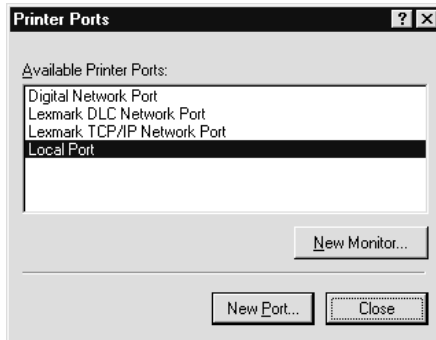 Printer Ports
Available Printer Ports:
Digital Network Port
Lexmark DLC Network Port
Lexmark TCP/IP Network Port
Local Port
New Monitor...
New Port...
Close